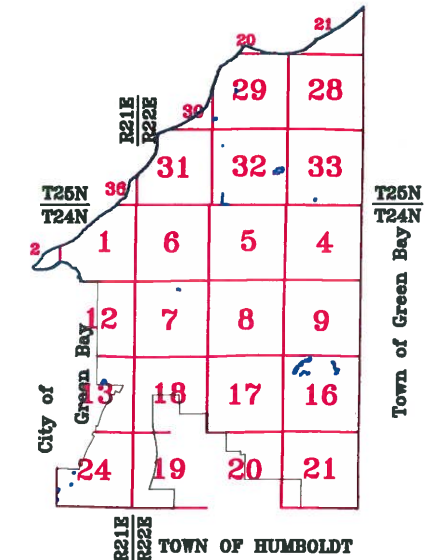 21
20
29 28
30
R21E
R22E
31 32 33
36
T25N
T24N
T25N
T24N
2 1 6 5 4
12 7 8 9
City of
Green Bay
Town of Green Bay
13 18 17 16
24 19 20 21
R21E
R22E
TOWN OF HUMBOLDT